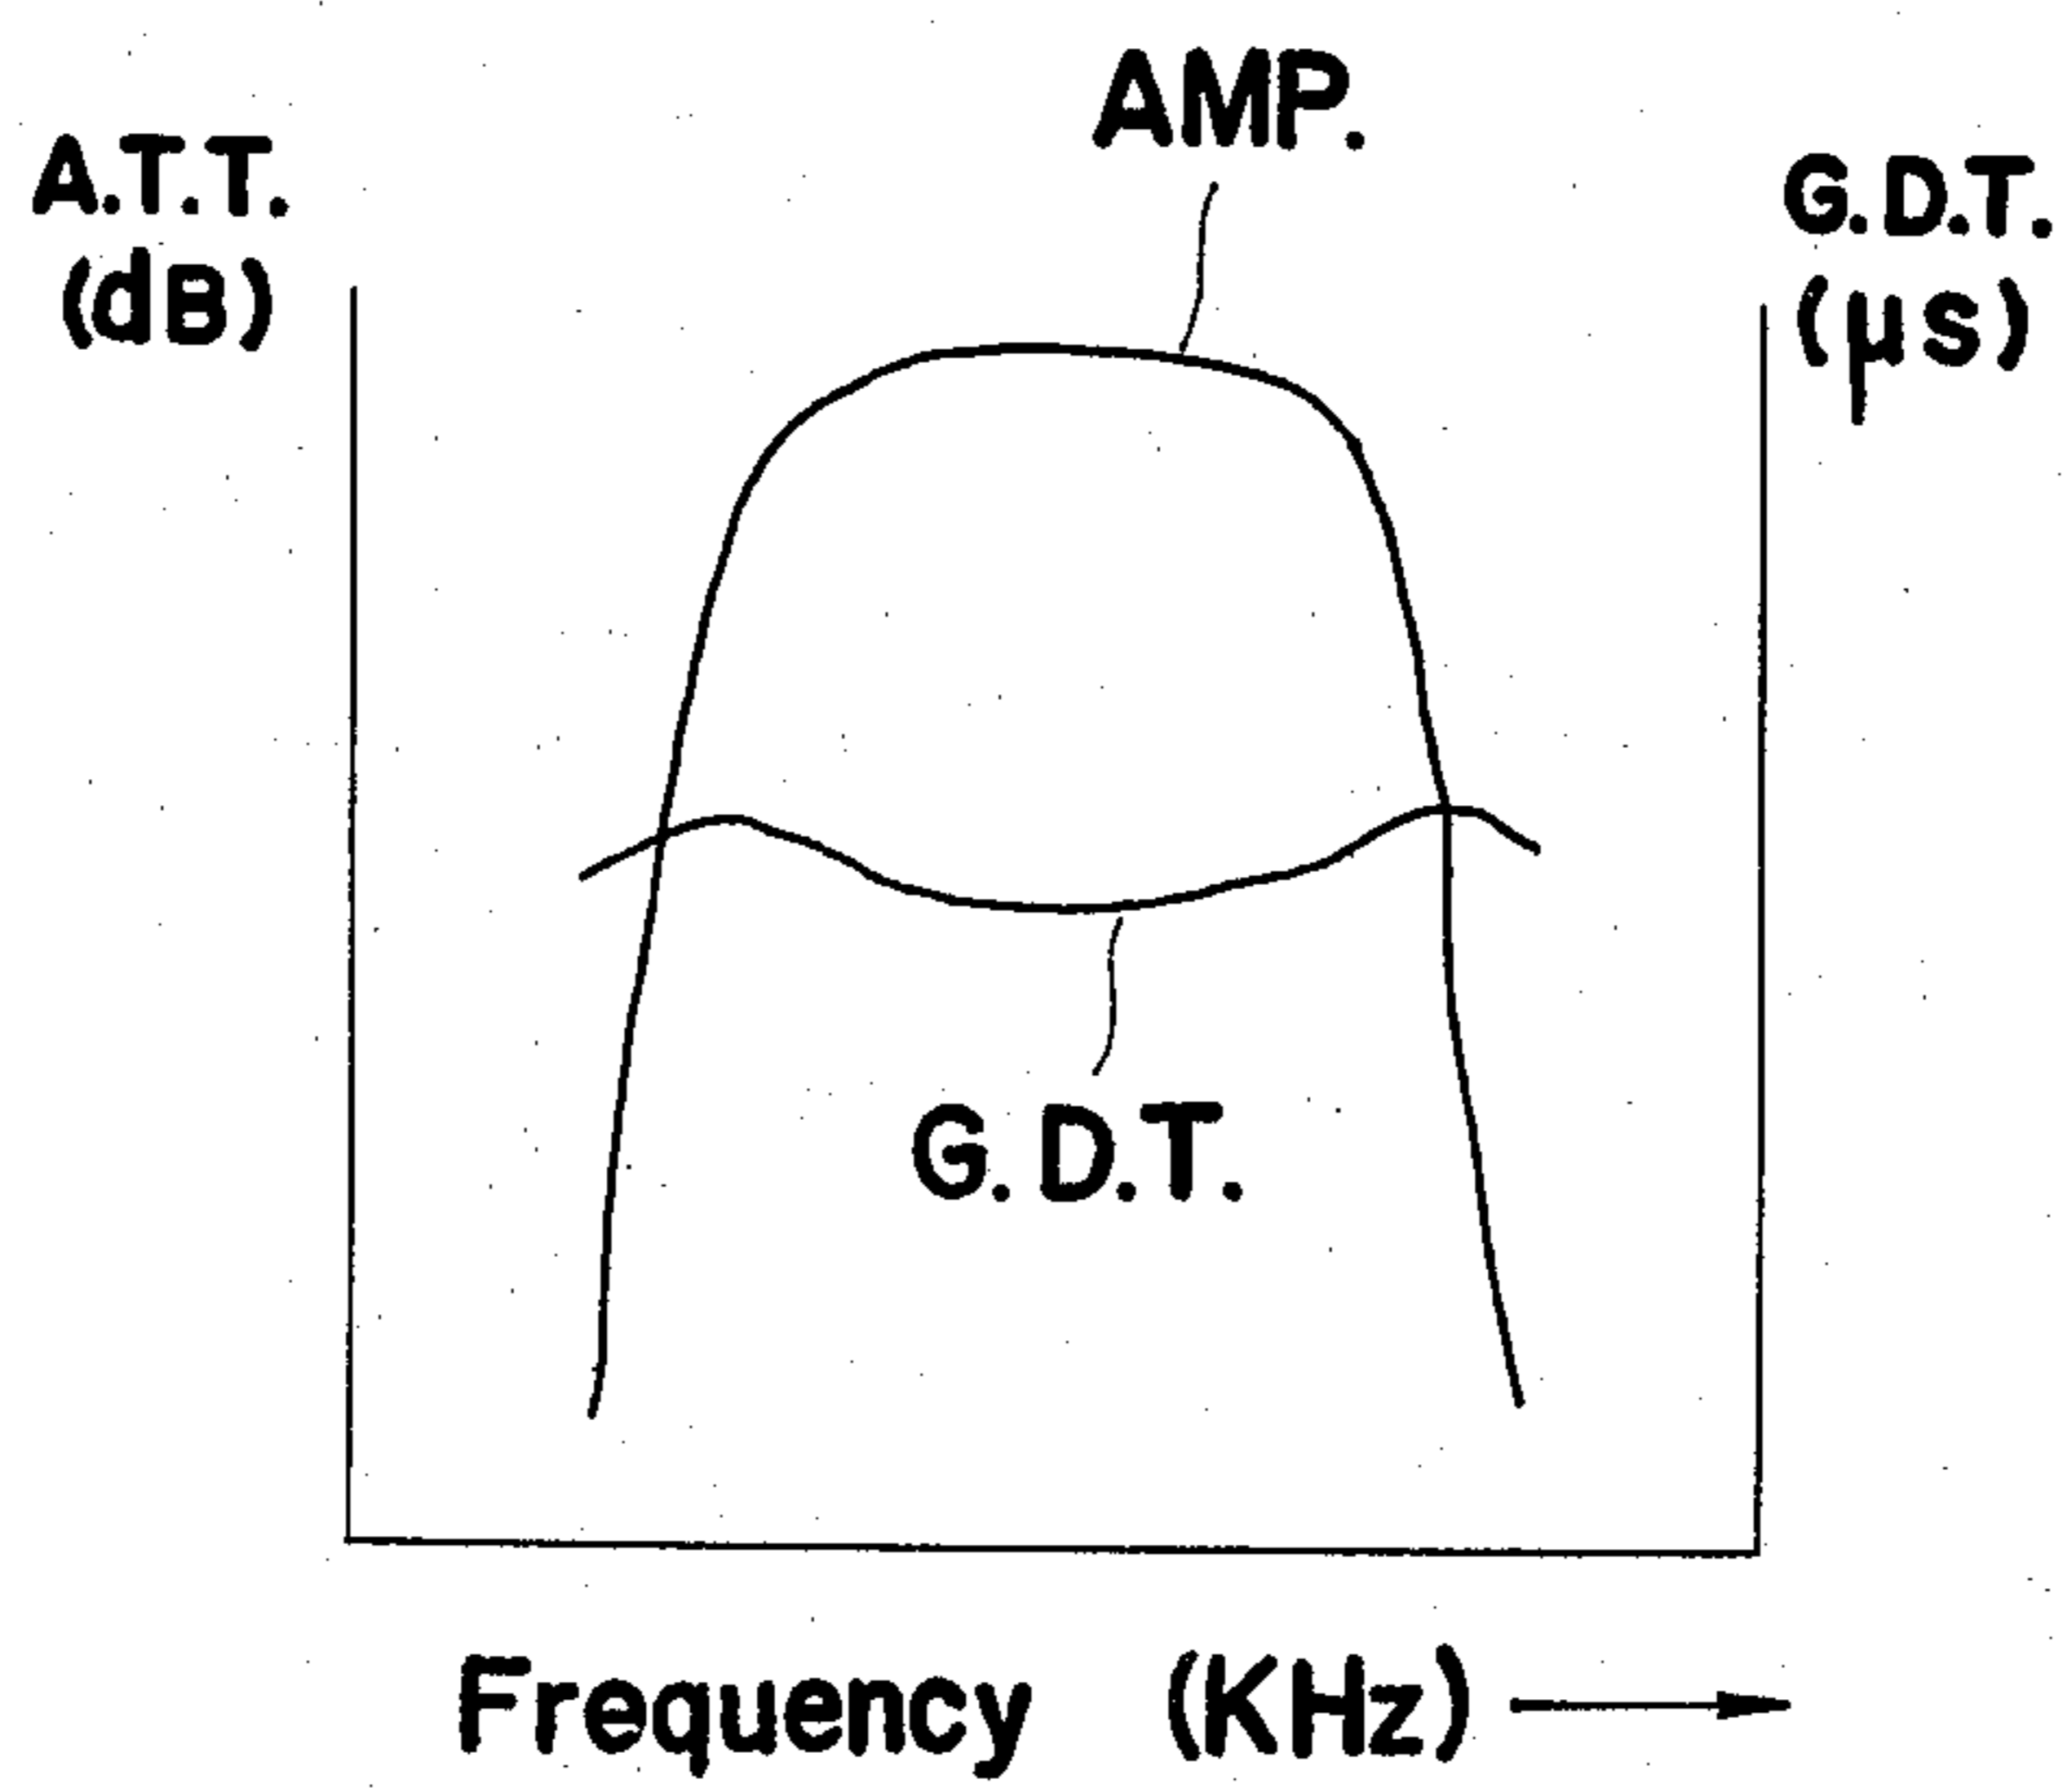 AMP.
A.T.T.
(dB)
G.D.T.
(µs)
G.D.T.
Frequency (KHz)